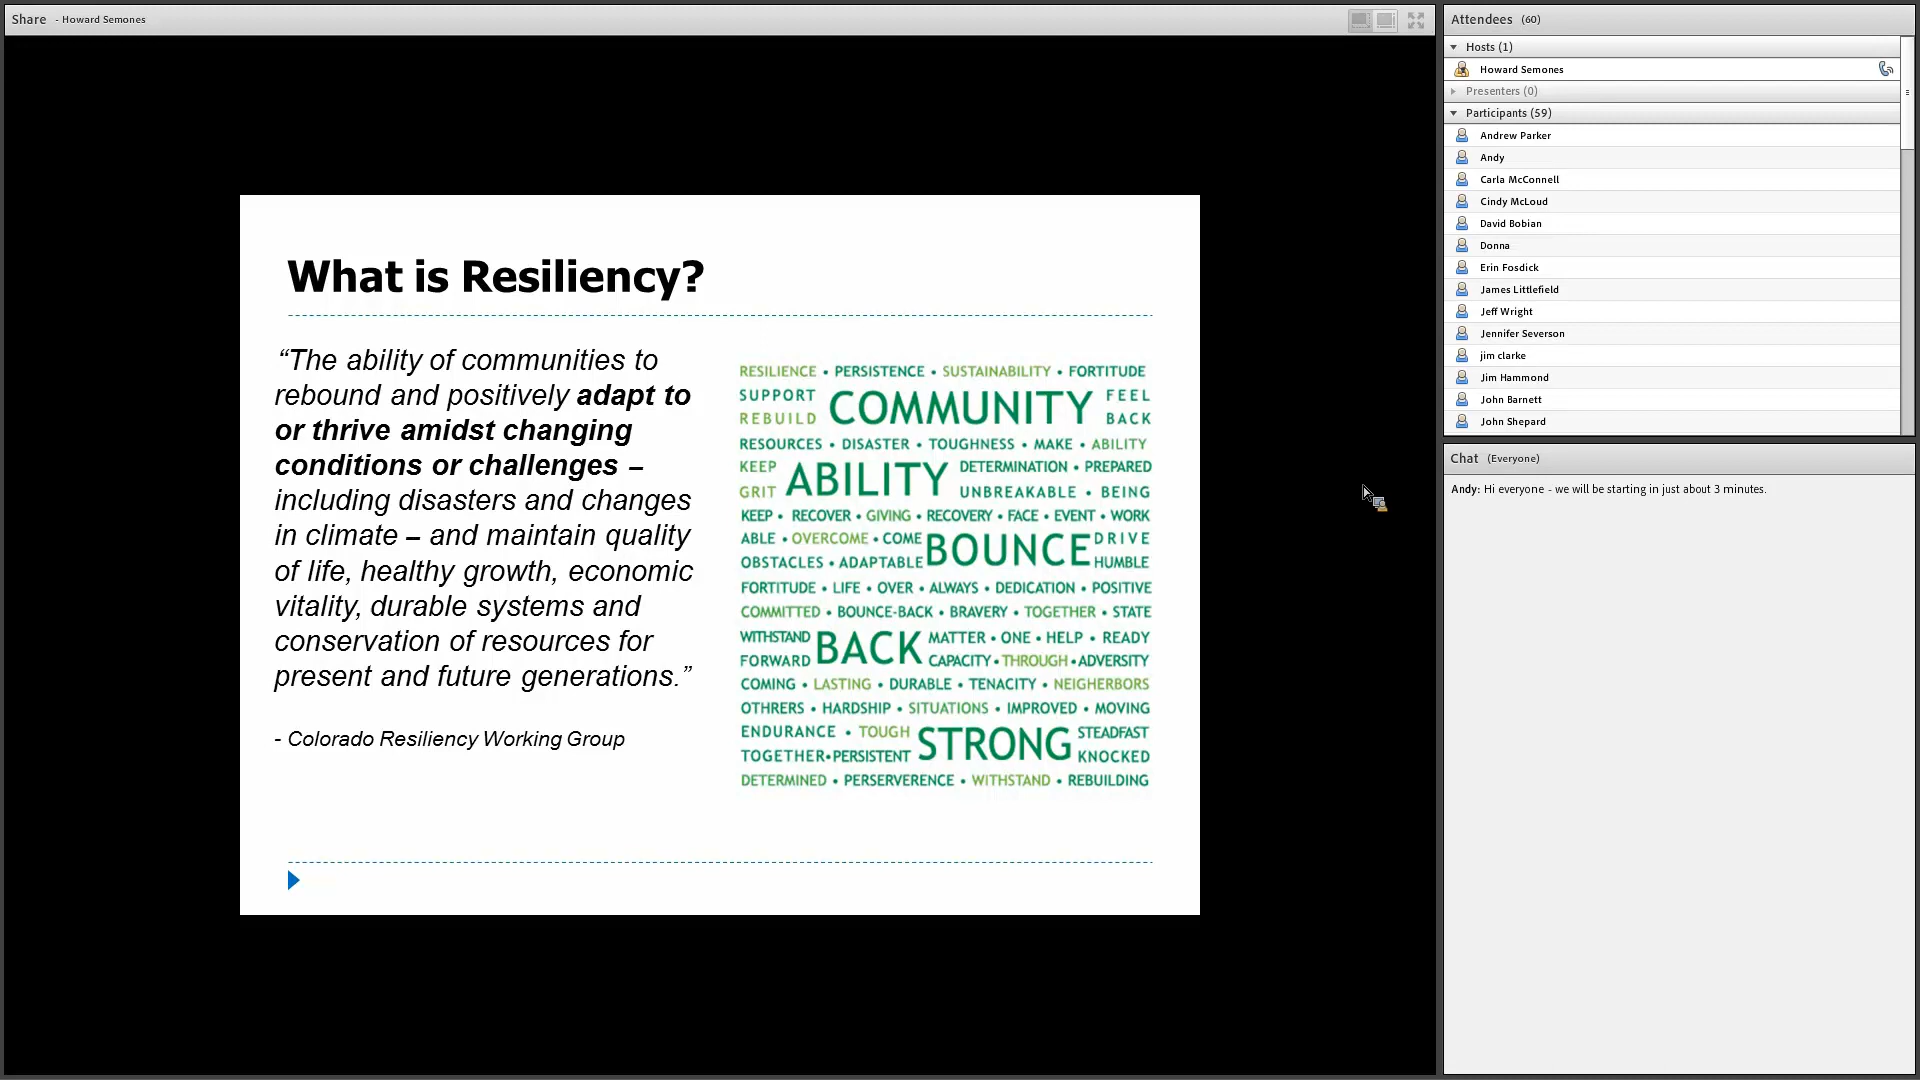 Share - Howard Semones
What is Resiliency?
“The ability of communities to
rebound and positively adapt to
or thrive amidst changing
conditions or challenges –
including disasters and changes
in climate – and maintain quality
of life, healthy growth, economic
vitality, durable systems and
conservation of resources for
present and future generations.”
- Colorado Resiliency Working Group
RESILIENCE • PERSISTENCE • SUSTAINABILITY • FORTITUDE
SUPPORT
REBUILD
COMMUNITY
FEEL
BACK
RESOURCES • DISASTER • TOUGHNESS • MAKE • ABILITY
KEEP
GRIT
ABILITY
DETERMINATION • PREPARED
UNBREAKABLE • BEING
KEEP • RECOVER • GIVING • RECOVERY • FACE • EVENT • WORK
ABLE • OVERCOME • COME
OBSTACLES • ADAPTABLE
BOUNCE
DRIVE
HUMBLE
FORTITUDE • LIFE • OVER • ALWAYS • DEDICATION • POSITIVE
COMMITTED • BOUNCE-BACK • BRAVERY • TOGETHER • STATE
WITHSTAND
FORWARD
BACK
MATTER • ONE • HELP • READY
CAPACITY • THROUGH • ADVERSITY
COMING • LASTING • DURABLE • TENACITY • NEIGHERBORS
OTHRERS • HARDSHIP • SITUATIONS • IMPROVED • MOVING
ENDURANCE • TOUGH
TOGETHER•PERSISTENT
STRONG
STEADFAST
KNOCKED
DETERMINED • PERSERVERENCE • WITHSTAND • REBUILDING
Attendees (60)
Hosts (1)
Howard Semones
Presenters (0)
Participants (59)
Andrew Parker
Andy
Carla McConnell
Cindy McLoud
David Bobian
Donna
Erin Fosdick
James Littlefield
Jeff Wright
Jennifer Severson
jim clarke
Jim Hammond
John Barnett
John Shepard
Chat (Everyone)
Andy: Hi everyone - we will be starting in just about 3 minutes.